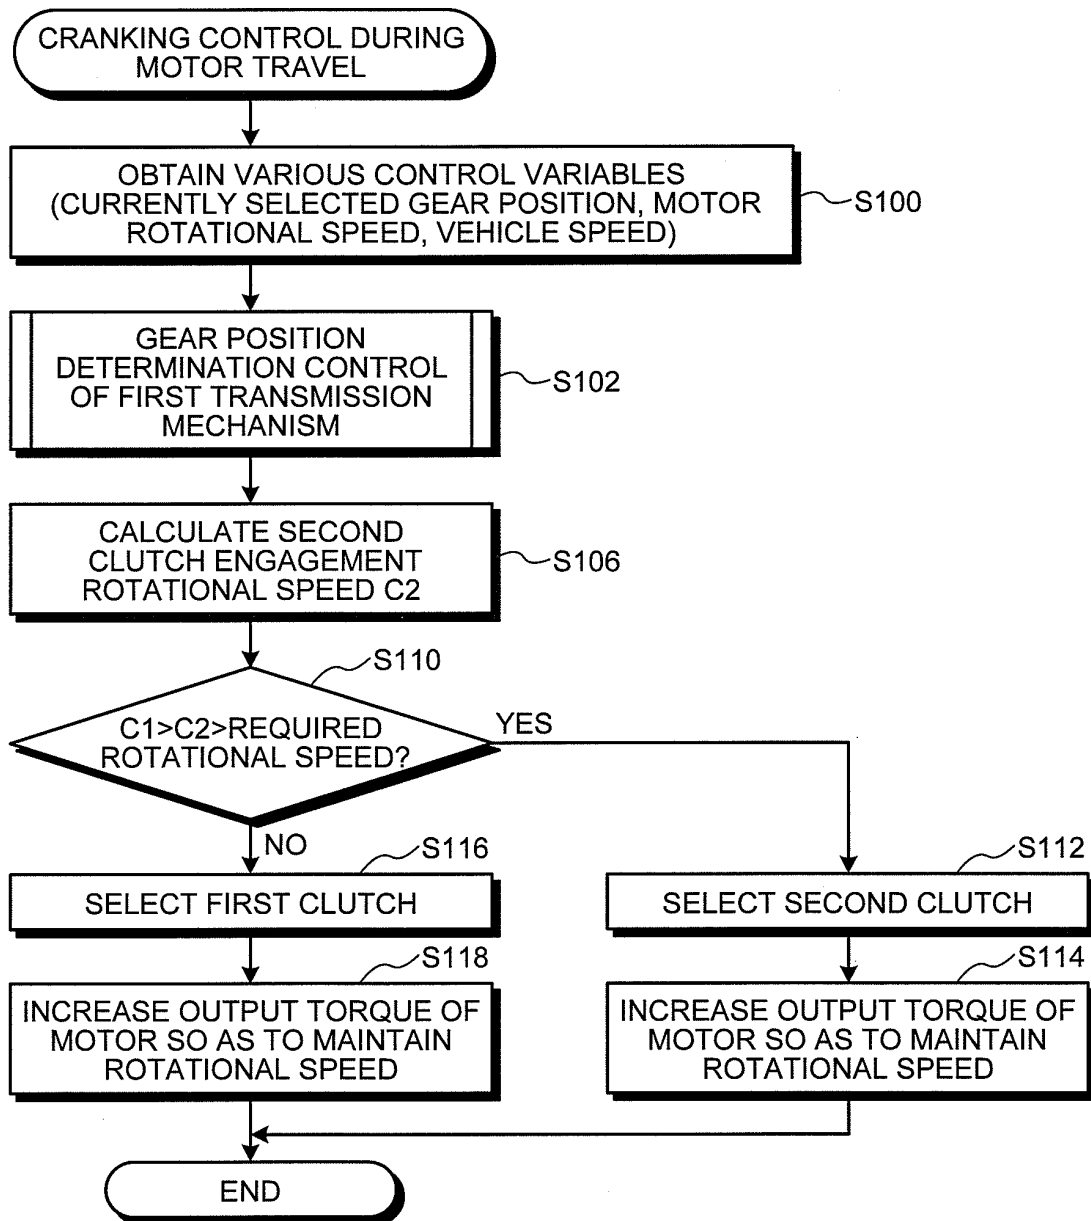 CRANKING CONTROL DURING
MOTOR TRAVEL
OBTAIN VARIOUS CONTROL VARIABLES
(CURRENTLY SELECTED GEAR POSITION, MOTOR
ROTATIONAL SPEED, VEHICLE SPEED)
S100
GEAR POSITION
DETERMINATION CONTROL
OF FIRST TRANSMISSION
MECHANISM
S102
CALCULATE SECOND
CLUTCH ENGAGEMENT
ROTATIONAL SPEED C2
S106
S110
C1>C2>REQUIRED
ROTATIONAL SPEED?
YES
NO
S116
SELECT FIRST CLUTCH
S112
SELECT SECOND CLUTCH
S118
INCREASE OUTPUT TORQUE OF
MOTOR SO AS TO MAINTAIN
ROTATIONAL SPEED
S114
INCREASE OUTPUT TORQUE OF
MOTOR SO AS TO MAINTAIN
ROTATIONAL SPEED
END